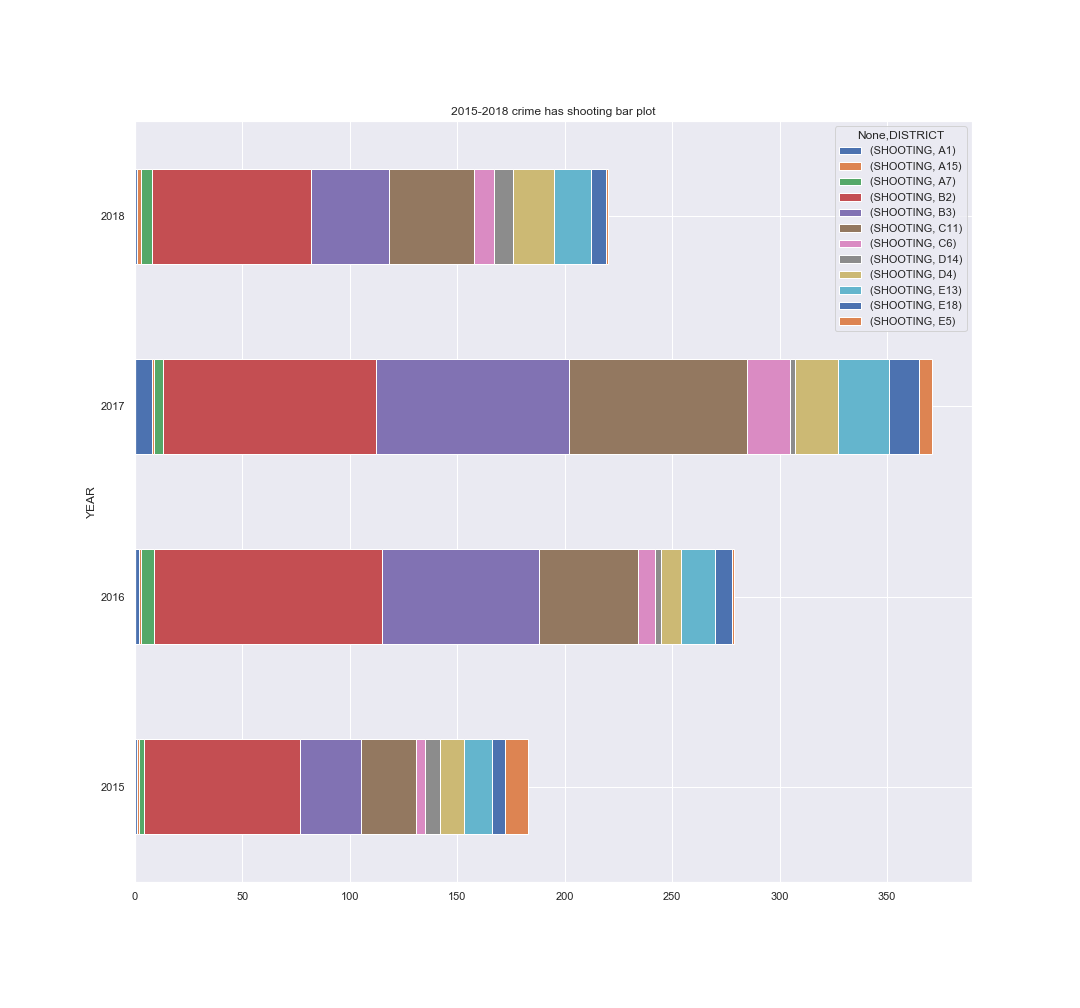 2015-2018 crime has shooting bar plot
None,DISTRICT
(SHOOTING, A1)
(SHOOTING, A15)
(SHOOTING, A7)
(SHOOTING, B2)
(SHOOTING, B3)
(SHOOTING, C11)
(SHOOTING, C6)
(SHOOTING, D14)
(SHOOTING, D4)
(SHOOTING, E13)
(SHOOTING, E18)
(SHOOTING, E5)
YEAR
2018
2017
2016
2015
0 50 100 150 200 250 300 350